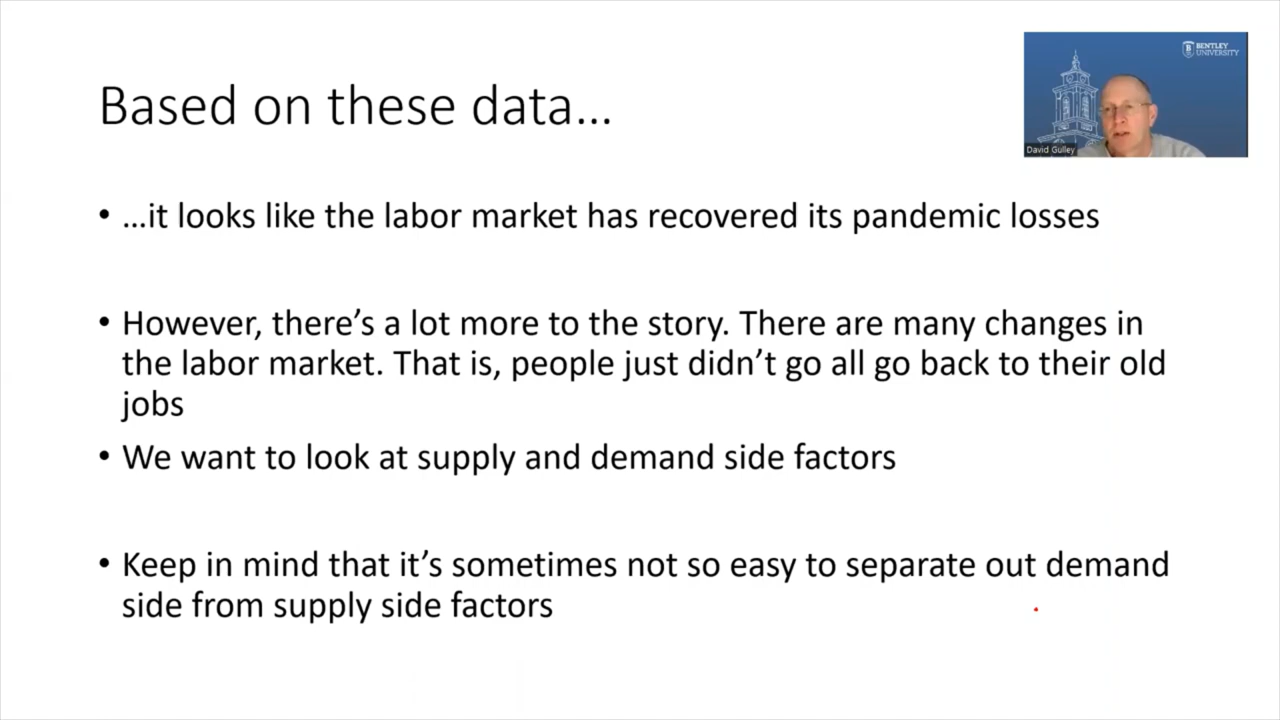 Based on these data...
BENTLEY
UNIVERSITY
David Gulley
• ...it looks like the labor market has recovered its pandemic losses
• However, there’s a lot more to the story. There are many changes in
the labor market. That is, people just didn’t go all go back to their old
jobs
• We want to look at supply and demand side factors
• Keep in mind that it’s sometimes not so easy to separate out demand
side from supply side factors